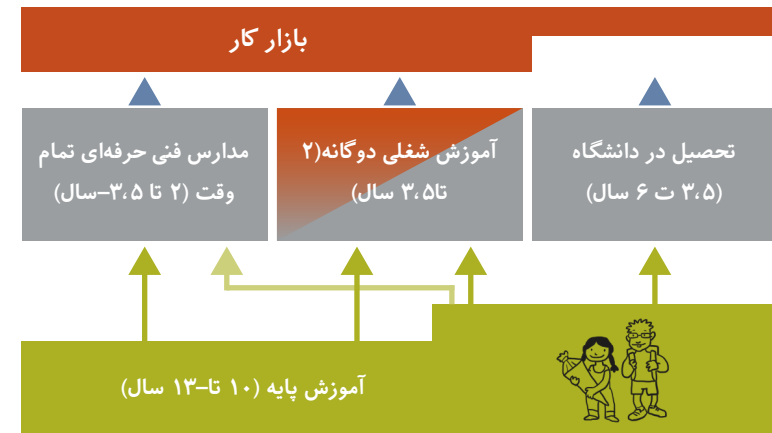 بازار کار
تحصیل در دانشگاه
(۳،۵ ت ۶ سال)
آموزش شغلی دوگانه(۲
تا۳،۵ سال)
مدارس فنی حرفه‌ای تمام
وقت (۲ تا ۳،۵–سال)
آموزش پایه (۱۰ تا–۱۳ سال)